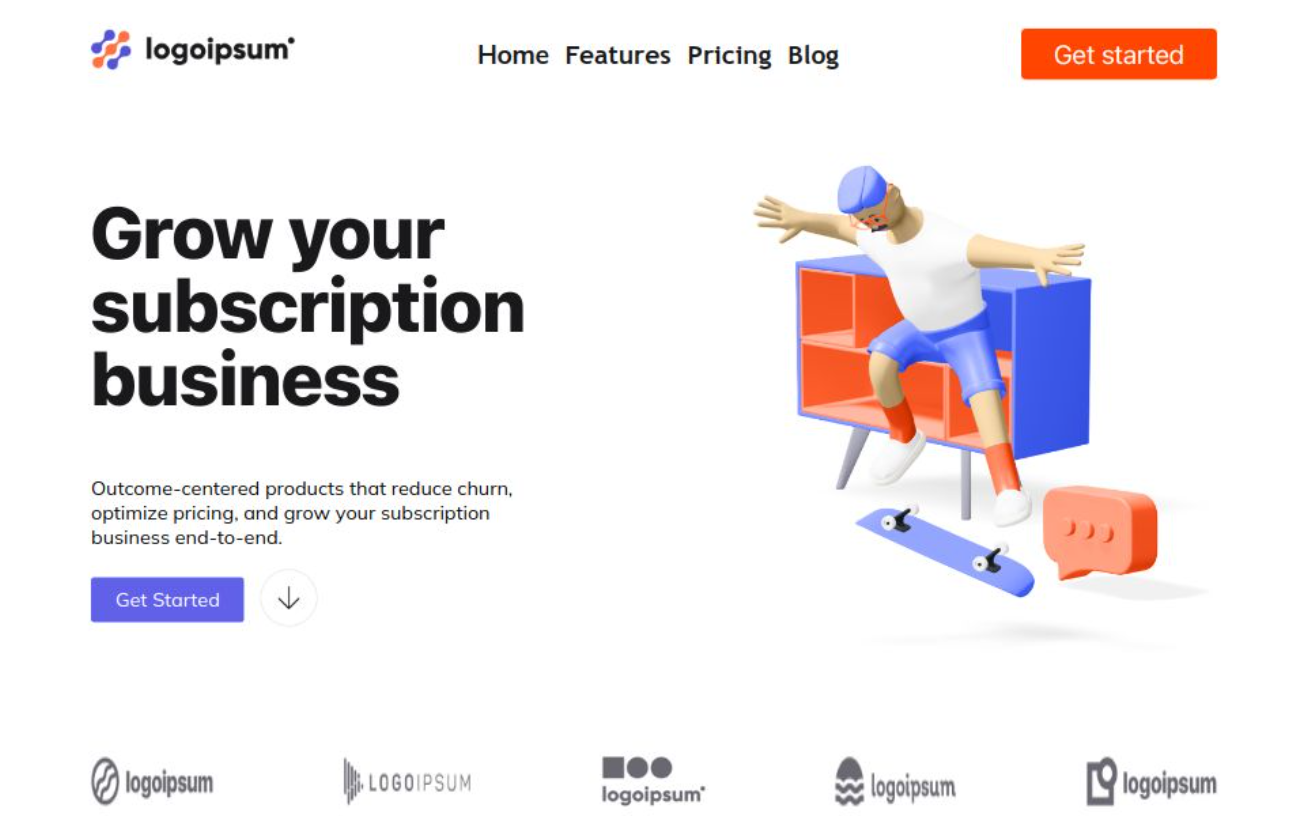 logoipsum
Home Features Pricing Blog
Get started
Grow your
subscription
business
Outcome-centered products that reduce churn,
optimize pricing, and grow your subscription
business end-to-end.
Get Started
logoipsum
LOGOIPSUM
logoipsum
logoipsum
logoipsum